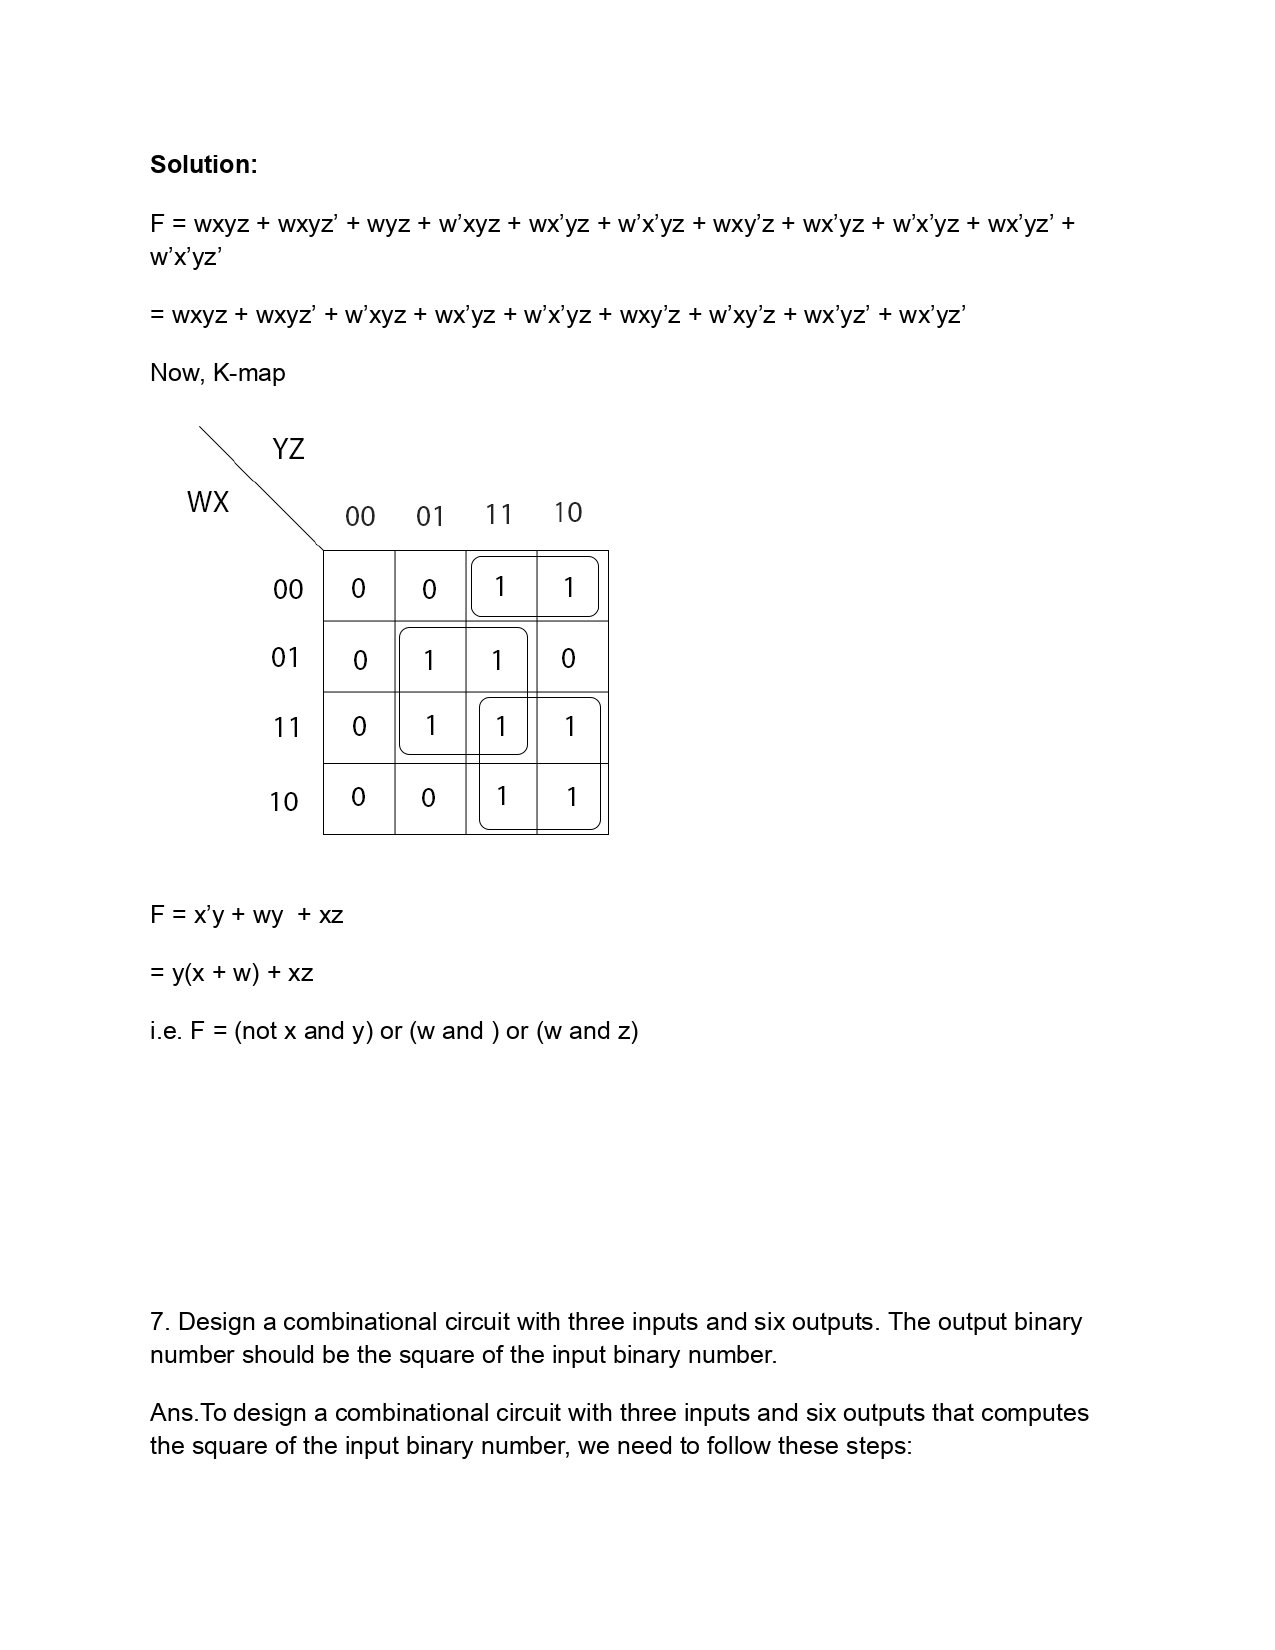 Solution:
F = wxyz + wxyz’ + wyz + w’xyz + wx’yz + w’x’yz + wxy’z + wx’yz + w’x’yz + wx’yz’ +
w’x’yz’
= wxyz + wxyz’ + w’xyz + wx’yz + w’x’yz + wxy’z + w’xy’z + wx’yz’ + wx’yz’
Now, K-map
YZ
WX
00 01 11 10
00 0 0 1 1
01 0 1 1 0
11 0 1 1 1
10 0 0 1 1
F = x’y + wy + xz
= y(x + w) + xz
i.e. F = (not x and y) or (w and ) or (w and z)
7. Design a combinational circuit with three inputs and six outputs. The output binary
number should be the square of the input binary number.
Ans.To design a combinational circuit with three inputs and six outputs that computes
the square of the input binary number, we need to follow these steps: